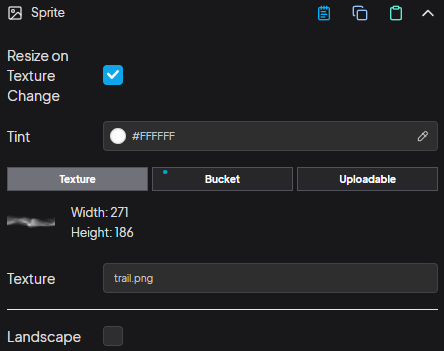 Sprite
Resize on
Texture
Change
Tint
#FFFFFF
Texture
Bucket
Uploadable
Width: 271
Height: 186
Texture
trail.png
Landscape